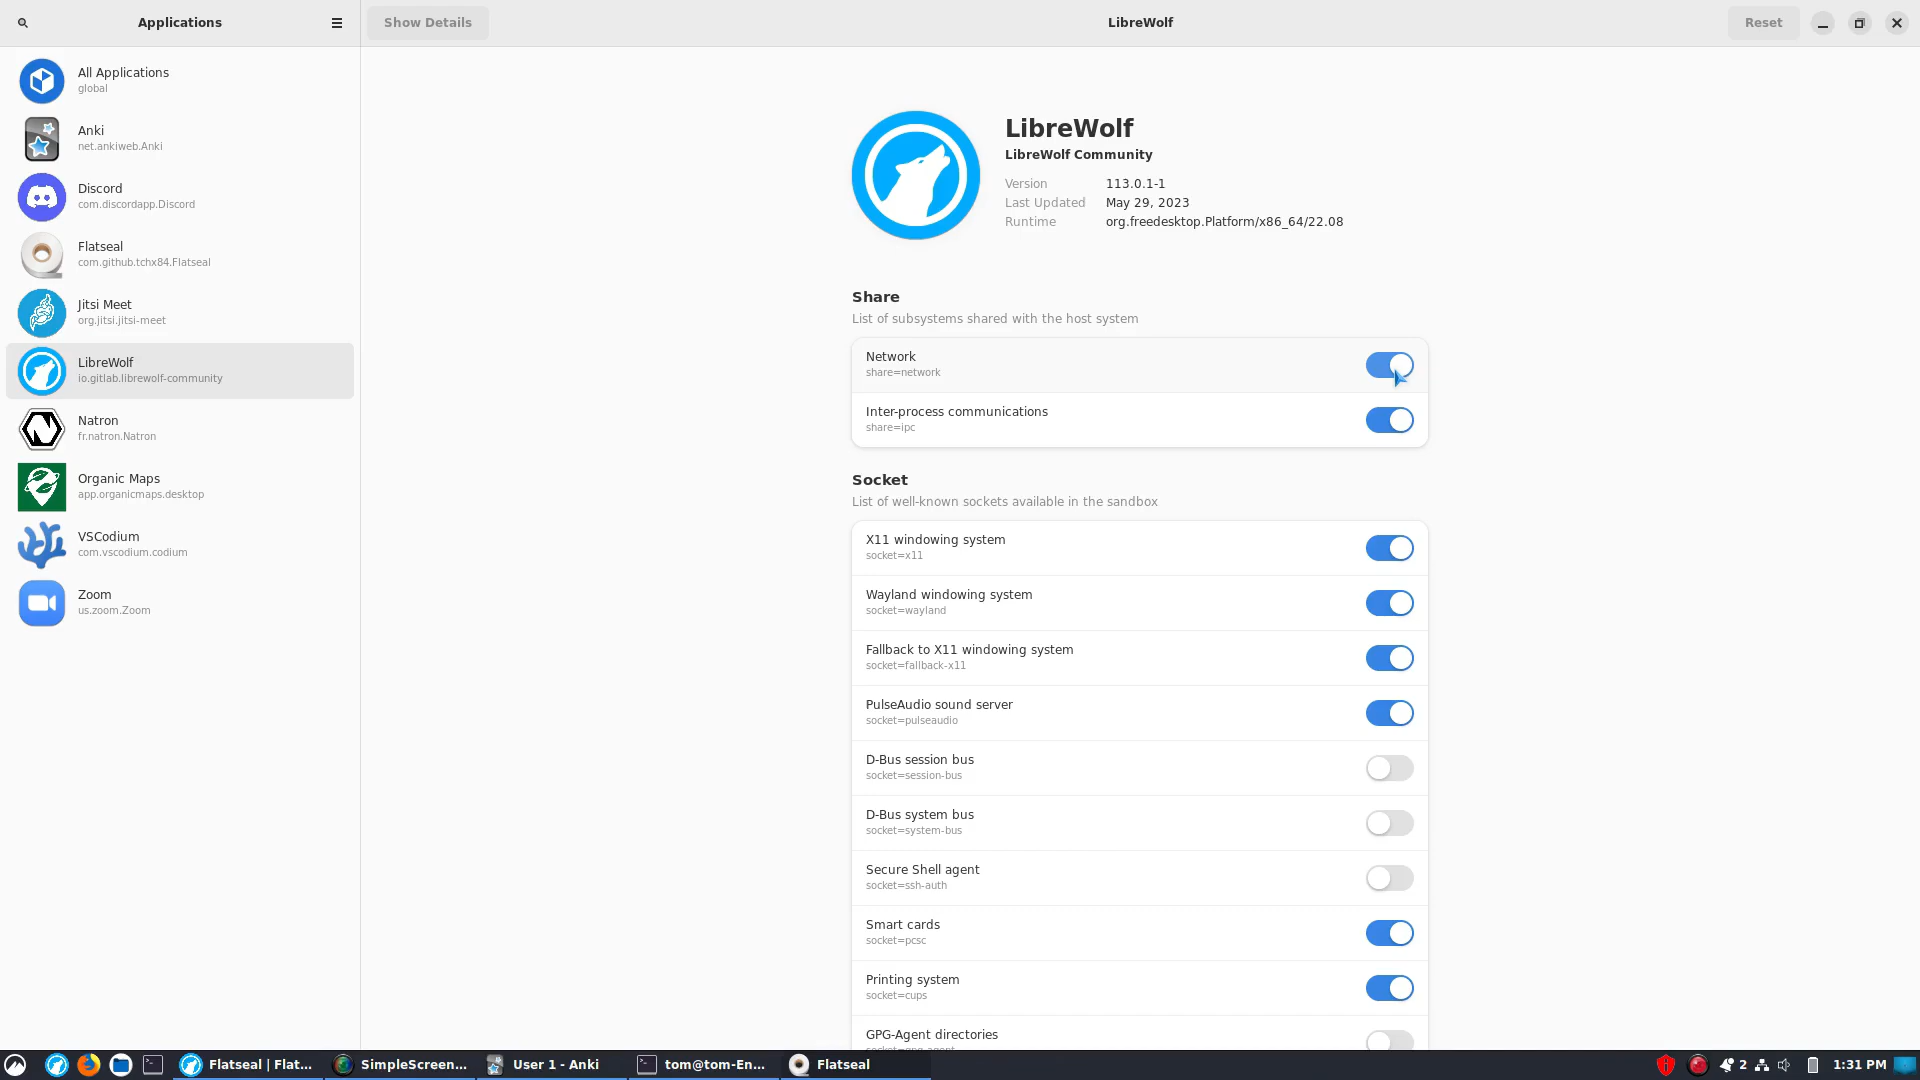 Applications
Show Details
LibreWolf
Reset
All Applications
global
Anki
net.ankiweb.Anki
Discord
com.discordapp.Discord
Flatseal
com.github.tchx84.Flatseal
Jitsi Meet
org.jitsi.jitsi-meet
LibreWolf
io.gitlab.librewolf-community
Natron
fr.natron.Natron
Organic Maps
app.organicmaps.desktop
VSCodium
com.vscodium.codium
Zoom
us.zoom.Zoom
LibreWolf
LibreWolf Community
Version 113.0.1-1
Last Updated May 29, 2023
Runtime org.freedesktop.Platform/x86_64/22.08
Share
List of subsystems shared with the host system
Network
share=network
Inter-process communications
share=ipc
Socket
List of well-known sockets available in the sandbox
X11 windowing system
socket=x11
Wayland windowing system
socket=wayland
Fallback to X11 windowing system
socket=fallback-x11
PulseAudio sound server
socket=pulseaudio
D-Bus session bus
socket=session-bus
D-Bus system bus
socket=system-bus
Secure Shell agent
socket=ssh-auth
Smart cards
socket=pcsc
Printing system
socket=cups
GPG-Agent directories
Flatseal | Flat...
SimpleScreen...
User 1 - Anki
tom@tom-En...
Flatseal
2
1:31 PM